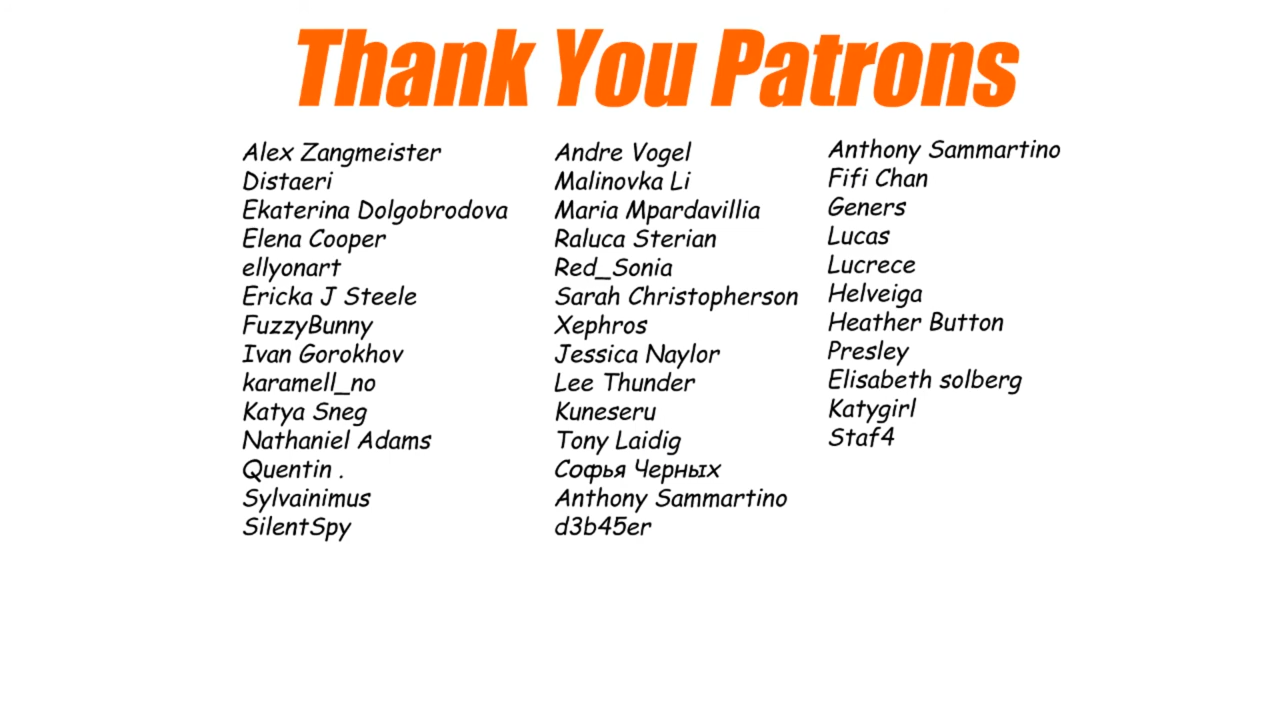 Thank You Patrons
Alex Zangmeister
Distaeri
Ekaterina Dolgobrodova
Elena Cooper
ellyonart
Ericka J Steele
FuzzyBunny
Ivan Gorokhov
karamell_no
Katya Sneg
Nathaniel Adams
Quentin .
Sylvainimus
SilentSpy
Andre Vogel
Malinovka Li
Maria Mpardavillia
Raluca Sterian
Red_Sonia
Sarah Christopherson
Xephros
Jessica Naylor
Lee Thunder
Kuneseru
Tony Laidig
Софья Черных
Anthony Sammartino
d3b45er
Anthony Sammartino
Fifi Chan
Geners
Lucas
Lucrece
Helveiga
Heather Button
Presley
Elisabeth solberg
Katygirl
Staf4